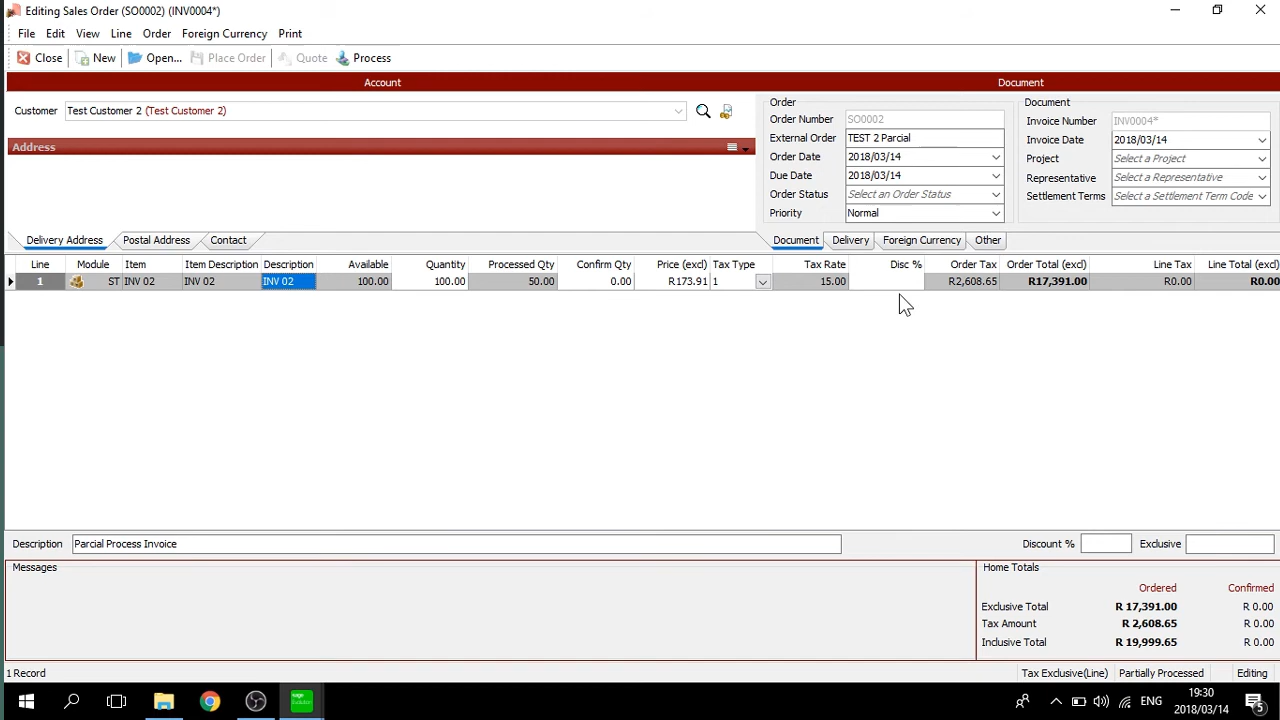 Editing Sales Order (SO0002) (INV0004*)
File Edit View Line Order Foreign Currency Print
Close New Open... Place Order Quote Process
Account Document
Customer Test Customer 2 (Test Customer 2)
Address
Order
Order Number SO0002
External Order TEST 2 Parcial
Order Date 2018/03/14
Due Date 2018/03/14
Order Status Select an Order Status
Priority Normal
Document
Invoice Number INV0004*
Invoice Date 2018/03/14
Project Select a Project
Representative Select a Representative
Settlement Terms Select a Settlement Term Code
Delivery Address Postal Address Contact
Document Delivery Foreign Currency Other
Line Module Item Item Description Description Available Quantity Processed Qty Confirm Qty Price (excl) Tax Type Tax Rate Disc % Order Tax Order Total (excl) Line Tax Line Total (excl)
1 ST INV 02 INV 02 INV 02 100.00 100.00 50.00 0.00 R173.91 1 15.00 R2,608.65 R17,391.00 R0.00 R0.00
Description Parcial Process Invoice Discount % Exclusive
Messages
Home Totals
Ordered Confirmed
Exclusive Total R 17,391.00 R 0.00
Tax Amount R 2,608.65 R 0.00
Inclusive Total R 19,999.65 R 0.00
1 Record Tax Exclusive(Line) Partially Processed Editing
sage Evolution
ENG
19:30
2018/03/14
5